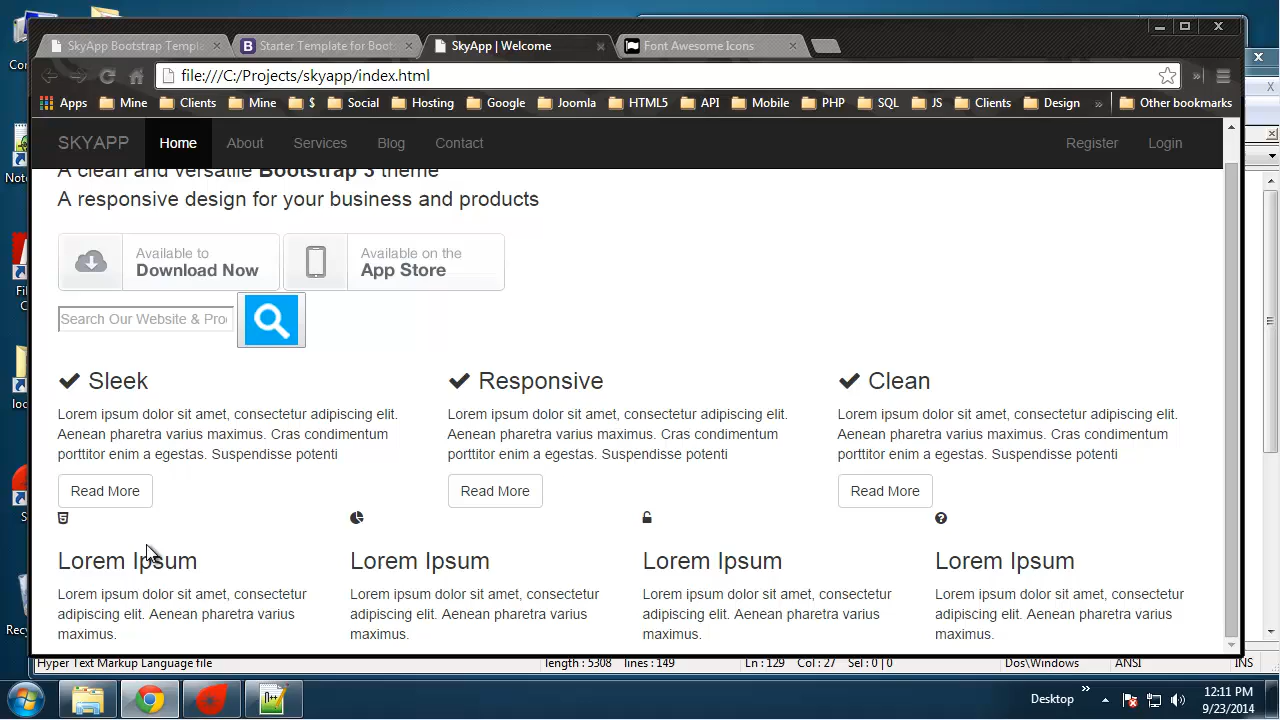 SkyApp Bootstrap Templa
Starter Template for Boot
SkyApp | Welcome
Font Awesome Icons
file:///C:/Projects/skyapp/index.html
Apps Mine Clients Mine $ Social Hosting Google Joomla HTML5 API Mobile PHP SQL JS Clients Design » Other bookmarks
SKYAPP Home About Services Blog Contact Register Login
A clean and versatile Bootstrap 3 theme
A responsive design for your business and products
Available to
Download Now
Available on the
App Store
Search Our Website & Pro
Sleek
Lorem ipsum dolor sit amet, consectetur adipiscing elit.
Aenean pharetra varius maximus. Cras condimentum
porttitor enim a egestas. Suspendisse potenti
Read More
Responsive
Lorem ipsum dolor sit amet, consectetur adipiscing elit.
Aenean pharetra varius maximus. Cras condimentum
porttitor enim a egestas. Suspendisse potenti
Read More
Clean
Lorem ipsum dolor sit amet, consectetur adipiscing elit.
Aenean pharetra varius maximus. Cras condimentum
porttitor enim a egestas. Suspendisse potenti
Read More
Lorem Ipsum
Lorem ipsum dolor sit amet, consectetur
adipiscing elit. Aenean pharetra varius
maximus.
Lorem Ipsum
Lorem ipsum dolor sit amet, consectetur
adipiscing elit. Aenean pharetra varius
maximus.
Lorem Ipsum
Lorem ipsum dolor sit amet, consectetur
adipiscing elit. Aenean pharetra varius
maximus.
Lorem Ipsum
Lorem ipsum dolor sit amet, consectetur
adipiscing elit. Aenean pharetra varius
maximus.
Hyper Text Markup Language file length : 5308 lines : 149 Ln : 129 Col : 27 Sel : 0 | 0 Dos\Windows ANSI INS
Desktop »
12:11 PM
9/23/2014